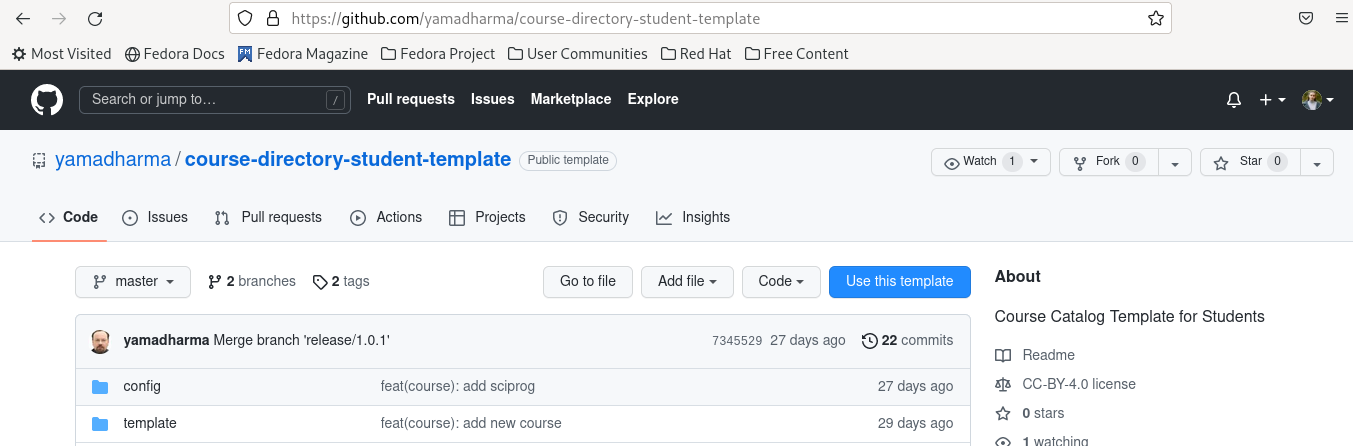 https://github.com/yamadharma/course-directory-student-template
Most Visited Fedora Docs FM Fedora Magazine Fedora Project User Communities Red Hat Free Content
Search or jump to… / Pull requests Issues Marketplace Explore
yamadharma / course-directory-student-template Public template Watch 1 Fork 0 Star 0
Code Issues Pull requests Actions Projects Security Insights
master 2 branches 2 tags Go to file Add file Code Use this template
About
yamadharma Merge branch 'release/1.0.1' 7345529 27 days ago 22 commits
Course Catalog Template for Students
Readme
config feat(course): add sciprog 27 days ago
CC-BY-4.0 license
0 stars
template feat(course): add new course 29 days ago
1 watching